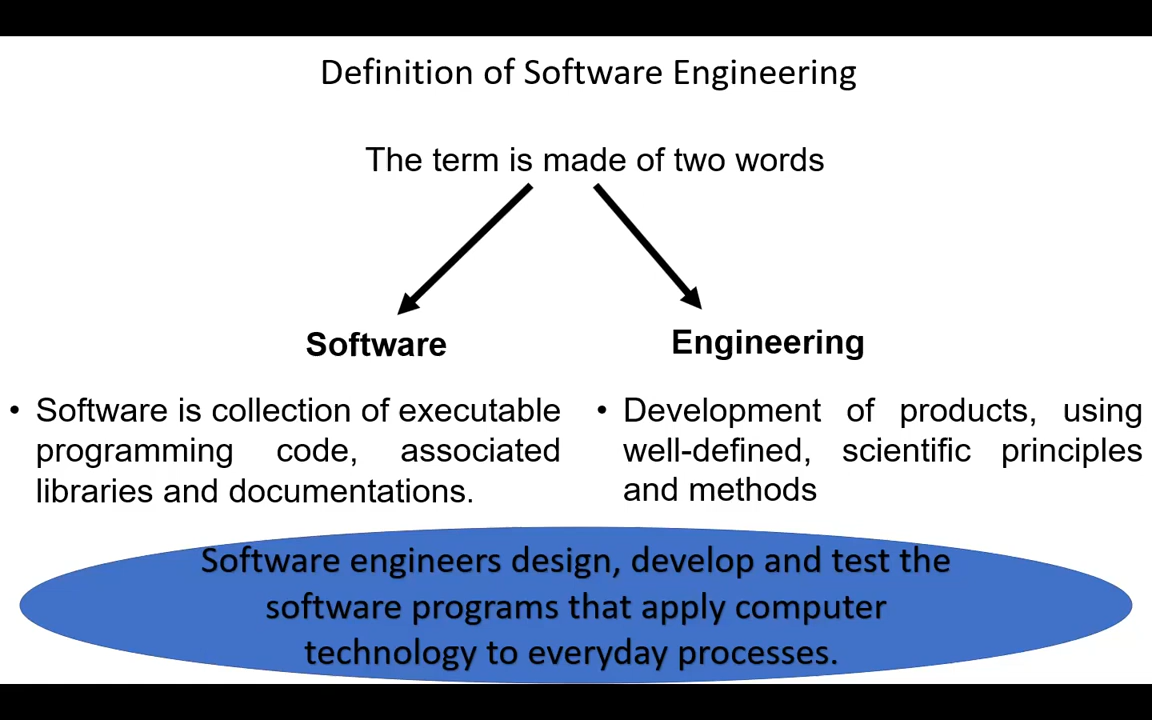 Definition of Software Engineering
The term is made of two words
Software
Engineering
• Software is collection of executable
programming code, associated
libraries and documentations.
• Development of products, using
well-defined, scientific principles
and methods
Software engineers design, develop and test the
software programs that apply computer
technology to everyday processes.